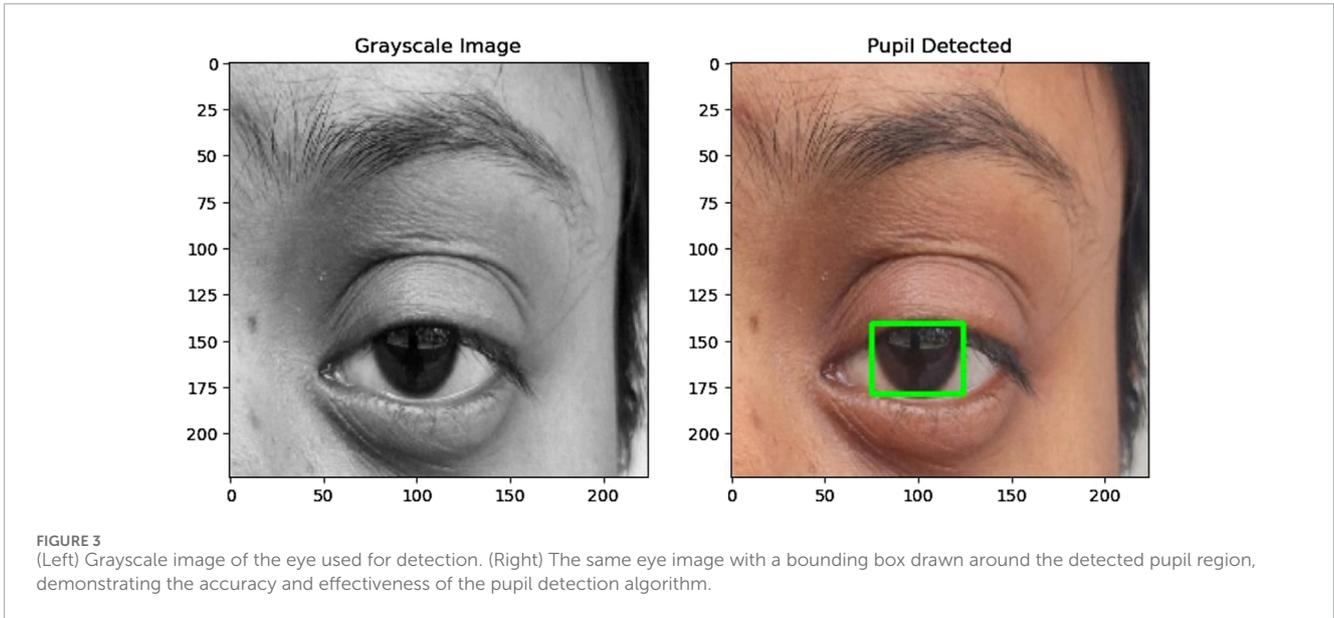 Grayscale Image
Pupil Detected
0
25
50
75
100
125
150
175
200
0 50 100 150 200
0
25
50
75
100
125
150
175
200
0 50 100 150 200
FIGURE 3
(Left) Grayscale image of the eye used for detection. (Right) The same eye image with a bounding box drawn around the detected pupil region,
demonstrating the accuracy and effectiveness of the pupil detection algorithm.